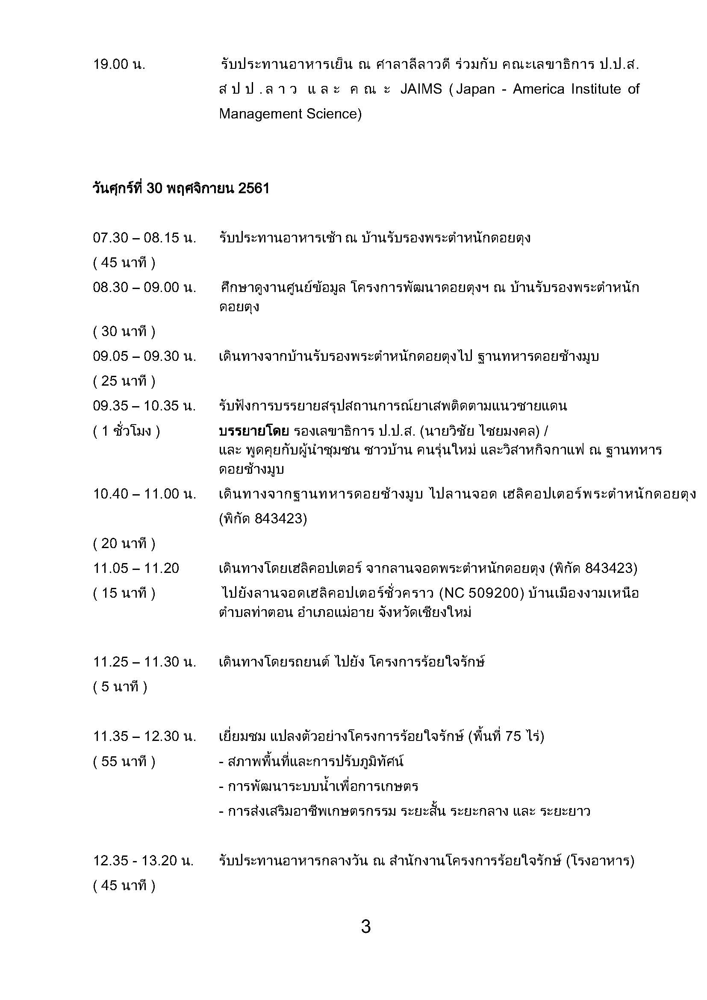 19.00 น. รับประทานอาหารเย็น ณ ศาลาลีลาวดี ร่วมกับ คณะเลขาธิการ ป.ป.ส.
สปป.ลาว และ คณะ JAIMS (Japan - America Institute of
Management Science)
วันศุกร์ที่ 30 พฤศจิกายน 2561
07.30 – 08.15 น. รับประทานอาหารเช้า ณ บ้านรับรองพระตำหนักดอยตุง
( 45 นาที )
08.30 – 09.00 น. ศึกษาดูงานศูนย์ข้อมูล โครงการพัฒนาดอยตุงฯ ณ บ้านรับรองพระตำหนัก
ดอยตุง
( 30 นาที )
09.05 – 09.30 น. เดินทางจากบ้านรับรองพระตำหนักดอยตุงไป ฐานทหารดอยช้างมูบ
( 25 นาที )
09.35 – 10.35 น. รับฟังการบรรยายสรุปสถานการณ์ยาเสพติดตามแนวชายแดน
( 1 ชั่วโมง ) บรรยายโดย รองเลขาธิการ ป.ป.ส. (นายวิชัย ไชยมงคล) /
และ พูดคุยกับผู้นำชุมชน ชาวบ้าน คนรุ่นใหม่ และวิสาหกิจกาแฟ ณ ฐานทหาร
ดอยช้างมูบ
10.40 – 11.00 น. เดินทางจากฐานทหารดอยช้างมูบ ไปลานจอด เฮลิคอปเตอร์พระตำหนักดอยตุง
(พิกัด 843423)
( 20 นาที )
11.05 – 11.20 เดินทางโดยเฮลิคอปเตอร์ จากลานจอดพระตำหนักดอยตุง (พิกัด 843423)
( 15 นาที ) ไปยังลานจอดเฮลิคอปเตอร์ชั่วคราว (NC 509200) บ้านเมืองงามเหนือ
ตำบลท่าตอน อำเภอแม่อาย จังหวัดเชียงใหม่
11.25 – 11.30 น. เดินทางโดยรถยนต์ ไปยัง โครงการร้อยใจรักษ์
( 5 นาที )
11.35 – 12.30 น. เยี่ยมชม แปลงตัวอย่างโครงการร้อยใจรักษ์ (พื้นที่ 75 ไร่)
( 55 นาที ) - สภาพพื้นที่และการปรับภูมิทัศน์
- การพัฒนาระบบน้ำเพื่อการเกษตร
- การส่งเสริมอาชีพเกษตรกรรม ระยะสั้น ระยะกลาง และ ระยะยาว
12.35 - 13.20 น. รับประทานอาหารกลางวัน ณ สำนักงานโครงการร้อยใจรักษ์ (โรงอาหาร)
( 45 นาที )
3